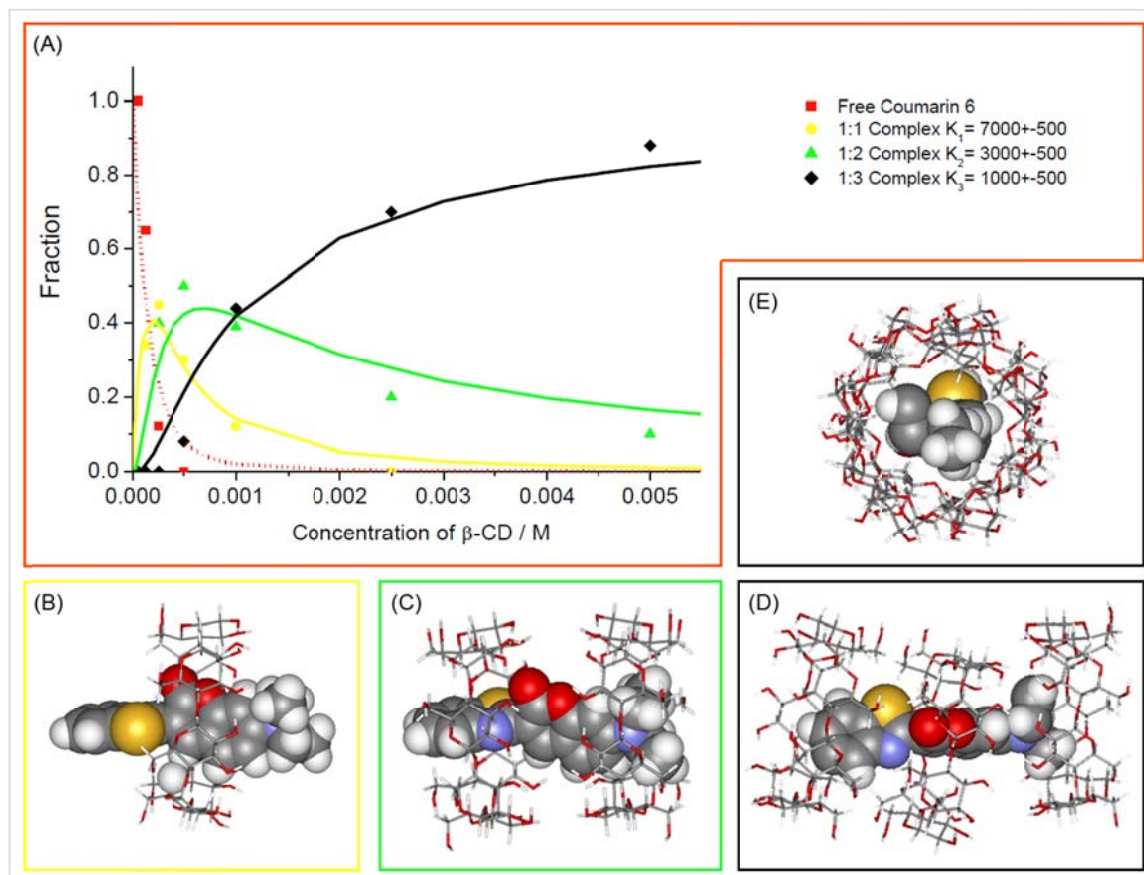 (A)
1.0
0.8
0.6
0.4
0.2
0.0
Fraction
0.000 0.001 0.002 0.003 0.004 0.005
Concentration of β-CD / M
Free Coumarin 6
1:1 Complex K₁= 7000+-500
1:2 Complex K₂= 3000+-500
1:3 Complex K₃= 1000+-500
(E)
(B)
(C)
(D)